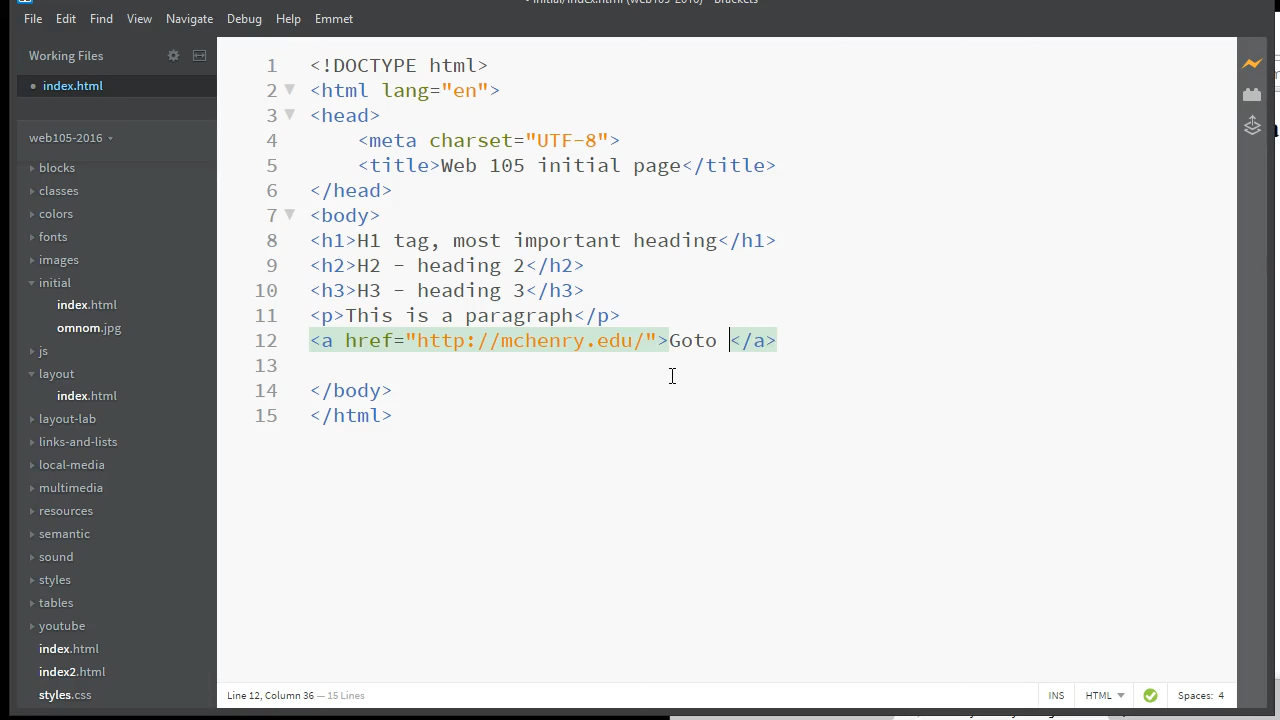 initial/index.html (web105-2016) - Brackets
File Edit Find View Navigate Debug Help Emmet
Working Files
index.html
web105-2016
blocks
classes
colors
fonts
images
initial
index.html
omnom.jpg
js
layout
index.html
layout-lab
links-and-lists
local-media
multimedia
resources
semantic
sound
styles
tables
youtube
index.html
index2.html
styles.css
1 <!DOCTYPE html>
2 <html lang="en">
3 <head>
4 <meta charset="UTF-8">
5 <title>Web 105 initial page</title>
6 </head>
7 <body>
8 <h1>H1 tag, most important heading</h1>
9 <h2>H2 - heading 2</h2>
10 <h3>H3 - heading 3</h3>
11 <p>This is a paragraph</p>
12 <a href="http://mchenry.edu/">Goto </a>
13
14 </body>
15 </html>
Line 12, Column 36 — 15 Lines
INS HTML Spaces: 4